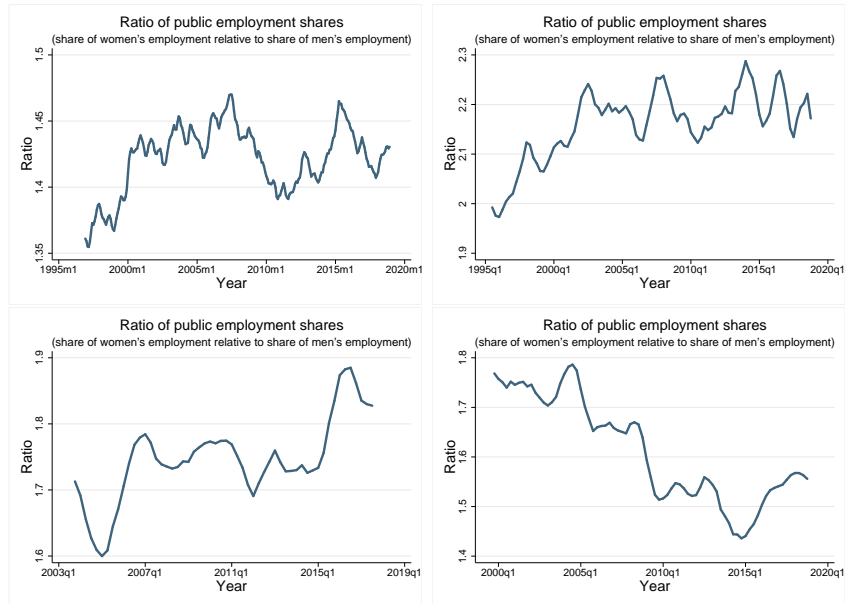 Ratio of public employment shares
(share of women's employment relative to share of men's employment)
Ratio
1.5
1.45
1.4
1.35
1995m1 2000m1 2005m1 2010m1 2015m1 2020m1
Year
Ratio of public employment shares
(share of women's employment relative to share of men's employment)
Ratio
2.3
2.2
2.1
2
1.9
1995q1 2000q1 2005q1 2010q1 2015q1 2020q1
Year
Ratio of public employment shares
(share of women's employment relative to share of men's employment)
Ratio
1.9
1.8
1.7
1.6
2003q1 2007q1 2011q1 2015q1 2019q1
Year
Ratio of public employment shares
(share of women's employment relative to share of men's employment)
Ratio
1.8
1.7
1.6
1.5
1.4
2000q1 2005q1 2010q1 2015q1 2020q1
Year